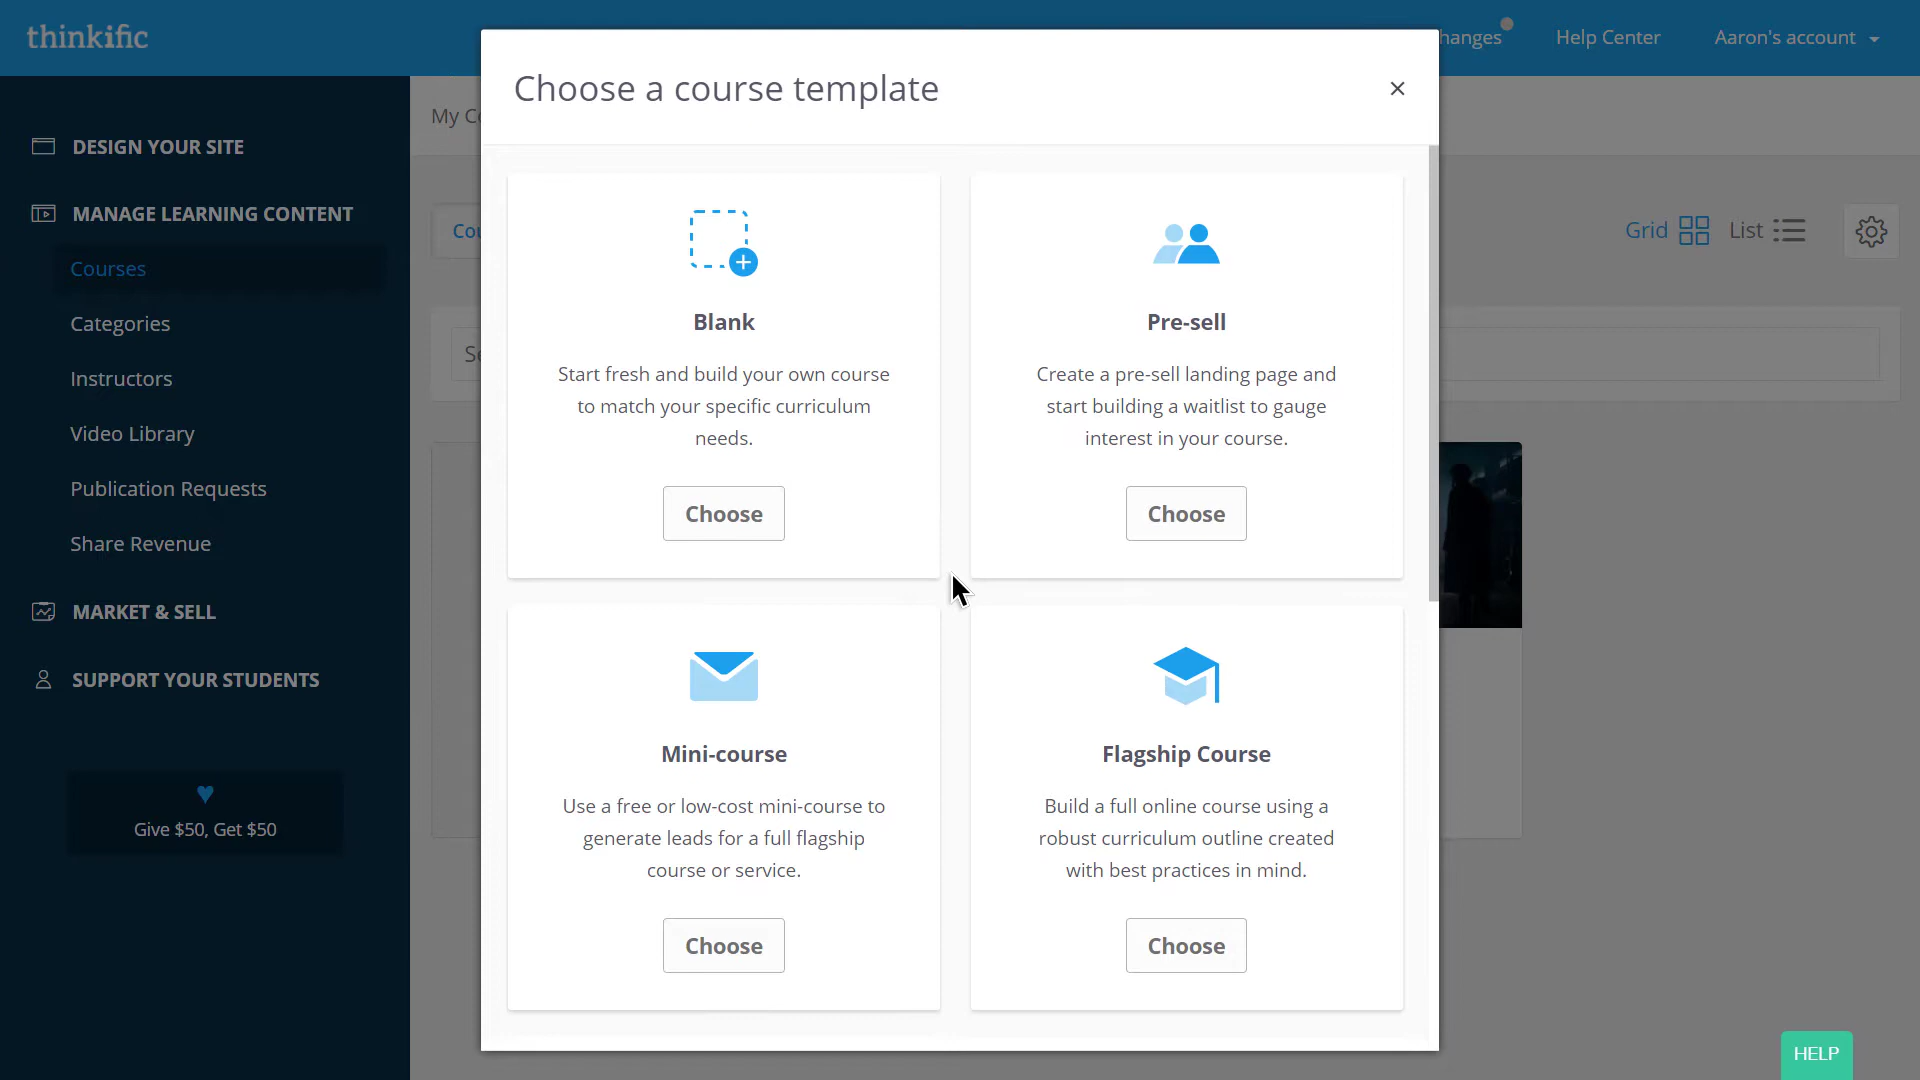 thinkific
Help Center
Aaron's account
DESIGN YOUR SITE
MANAGE LEARNING CONTENT
Courses
Categories
Instructors
Video Library
Publication Requests
Share Revenue
MARKET & SELL
SUPPORT YOUR STUDENTS
Give $50, Get $50
My
Grid
List
Choose a course template
Blank
Start fresh and build your own course
to match your specific curriculum
needs.
Choose
Pre-sell
Create a pre-sell landing page and
start building a waitlist to gauge
interest in your course.
Choose
Mini-course
Use a free or low-cost mini-course to
generate leads for a full flagship
course or service.
Choose
Flagship Course
Build a full online course using a
robust curriculum outline created
with best practices in mind.
Choose
HELP